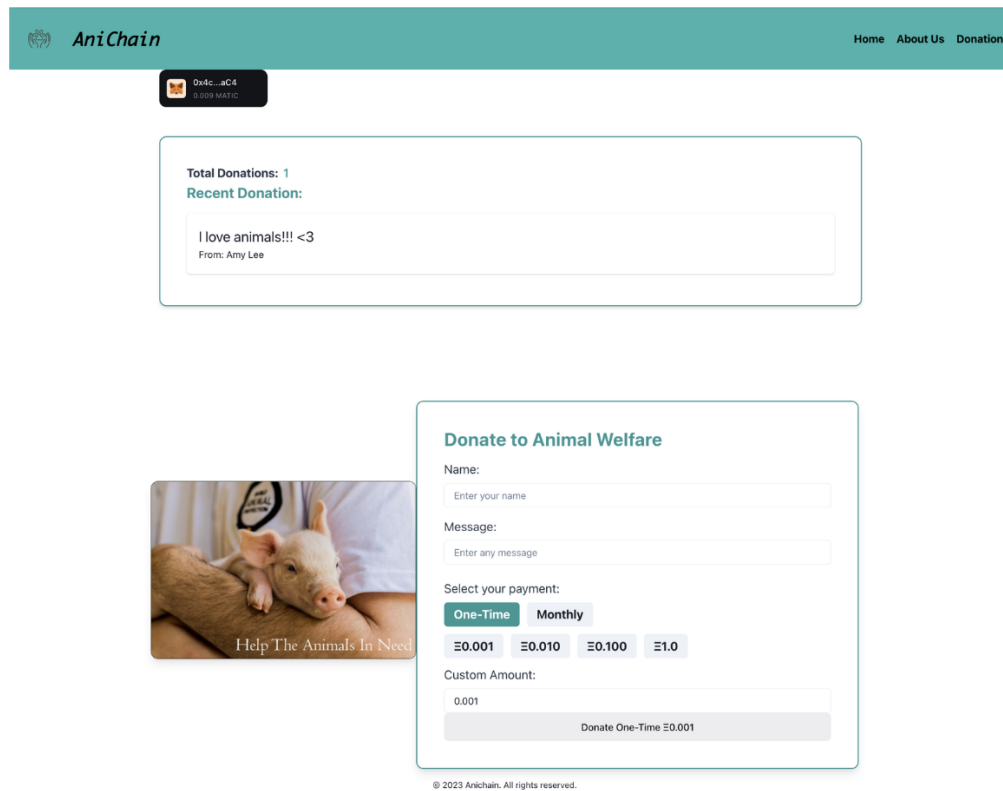 AniChain
Home About Us Donation
0x4c...aC4
0.009 MATIC
Total Donations: 1
Recent Donation:
I love animals!!! <3
From: Amy Lee
Donate to Animal Welfare
Name:
Enter your name
Message:
Enter any message
Select your payment:
One-Time Monthly
Ξ0.001 Ξ0.010 Ξ0.100 Ξ1.0
Custom Amount:
0.001
Donate One-Time Ξ0.001
ANIMAL
Help The Animals In Need
© 2023 Anichain. All rights reserved.